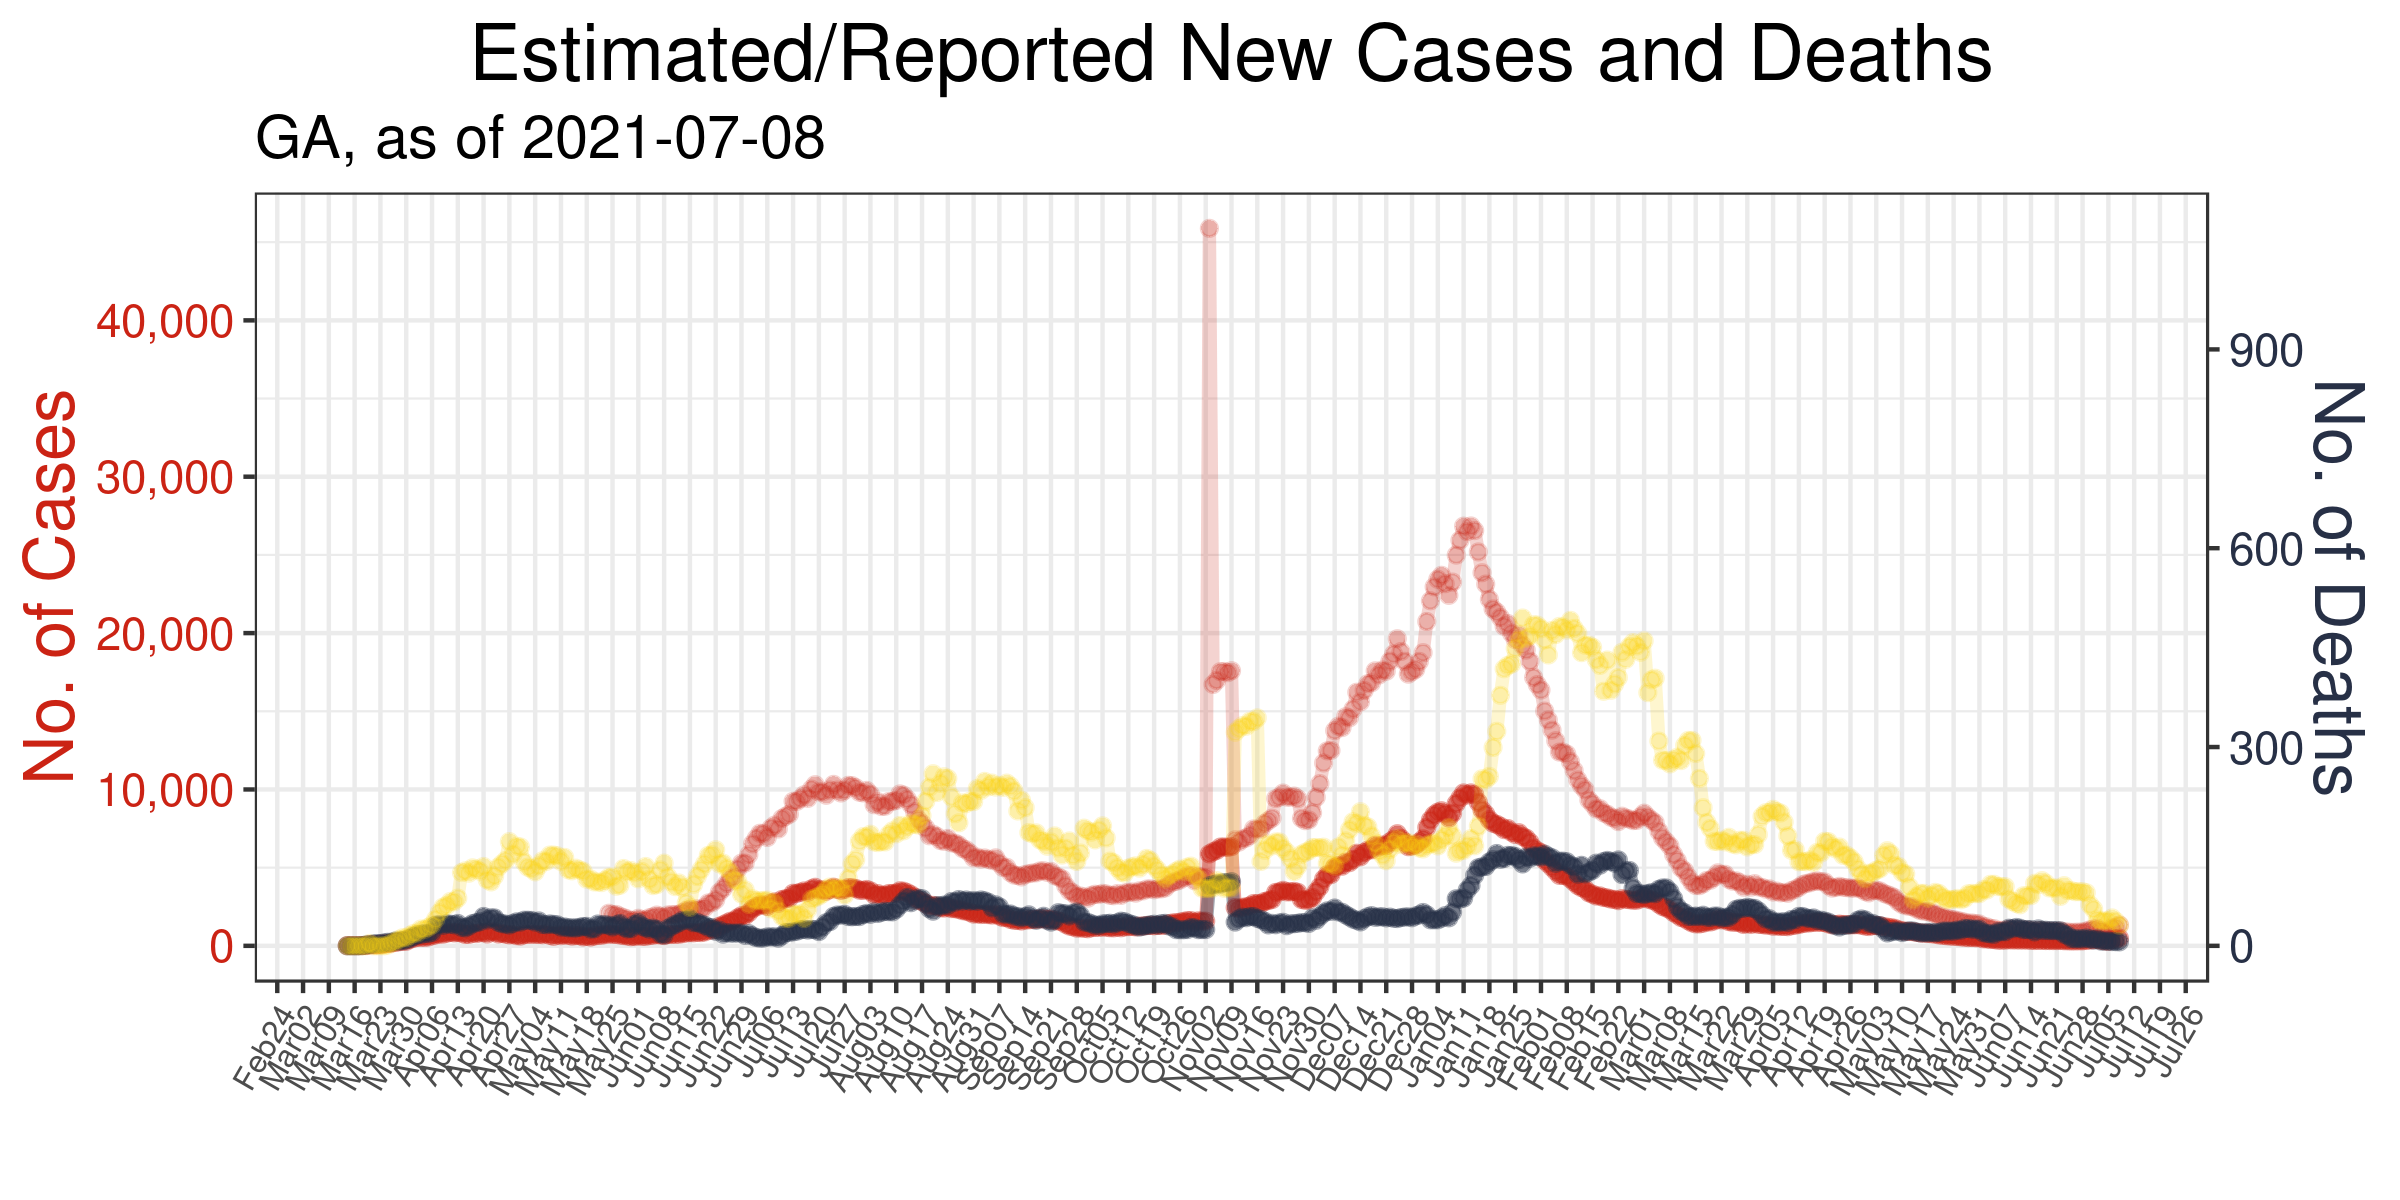 Estimated/Reported New Cases and Deaths
GA, as of 2021-07-08
No. of Cases
40,000
30,000
20,000
10,000
0
900
600
300
0
No. of Deaths
Feb24
Mar02
Mar09
Mar16
Mar23
Mar30
Apr06
Apr13
Apr20
Apr27
May04
May11
May18
May25
Jun01
Jun08
Jun15
Jun22
Jun29
Jul06
Jul13
Jul20
Jul27
Aug03
Aug10
Aug17
Aug24
Aug31
Sep07
Sep14
Sep21
Sep28
Oct05
Oct12
Oct19
Oct26
Nov02
Nov09
Nov16
Nov23
Nov30
Dec07
Dec14
Dec21
Dec28
Jan04
Jan11
Jan18
Jan25
Feb01
Feb08
Feb15
Feb22
Mar01
Mar08
Mar15
Mar22
Mar29
Apr05
Apr12
Apr19
Apr26
May03
May10
May17
May24
May31
Jun07
Jun14
Jun21
Jun28
Jul05
Jul12
Jul19
Jul26